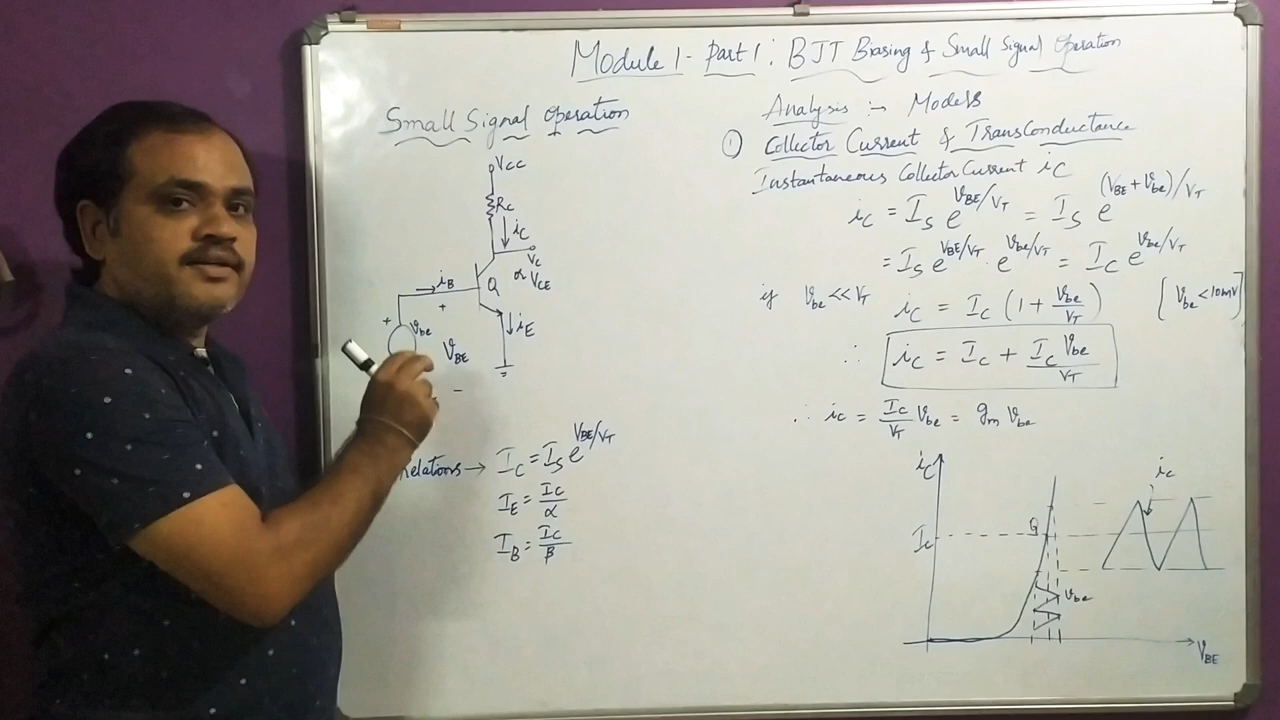 Module 1 - Part 1 : BJT Biasing & Small Signal Operation
Small Signal Operation
VCC
RC
iC
VC
or VCE
iB
Q
+
+
vbe
iE
VBE
–
Relations → IC = IS e^VBE/VT
IE = IC/α
IB = IC/β
Analysis :- Models
① Collector Current & TransConductance
Instantaneous Collector Current iC
iC = IS e^vBE/VT = IS e^(VBE + vbe)/VT
= IS e^VBE/VT . e^vbe/VT = IC e^vbe/VT
if vbe << VT iC = IC (1 + vbe/VT) [vbe < 10mV]
∴ iC = IC + IC vbe/VT
∴ ic = IC/VT vbe = gm vbe
iC
ic
IC
Q
vbe
VBE